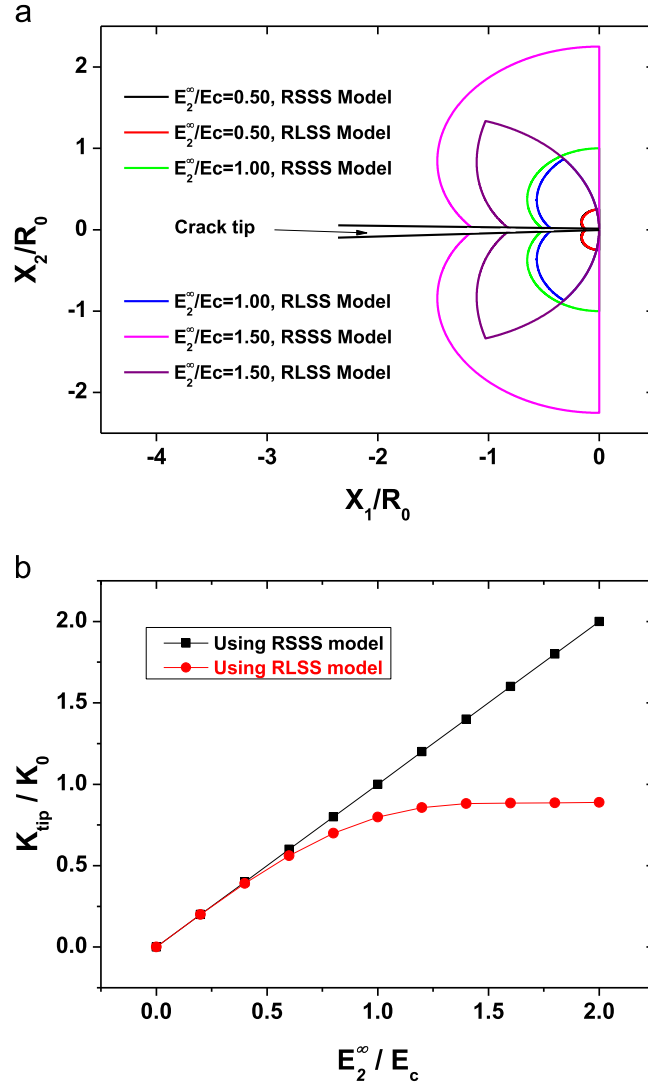 a
2
1
0
-1
-2
X₂/R₀
E₂^∞/Ec=0.50, RSSS Model
E₂^∞/Ec=0.50, RLSS Model
E₂^∞/Ec=1.00, RSSS Model
Crack tip
E₂^∞/Ec=1.00, RLSS Model
E₂^∞/Ec=1.50, RSSS Model
E₂^∞/Ec=1.50, RLSS Model
-4 -3 -2 -1 0
X₁/R₀
b
2.0
1.5
1.0
0.5
0.0
K_tip / K₀
Using RSSS model
Using RLSS model
0.0 0.5 1.0 1.5 2.0
E₂^∞ / E_c